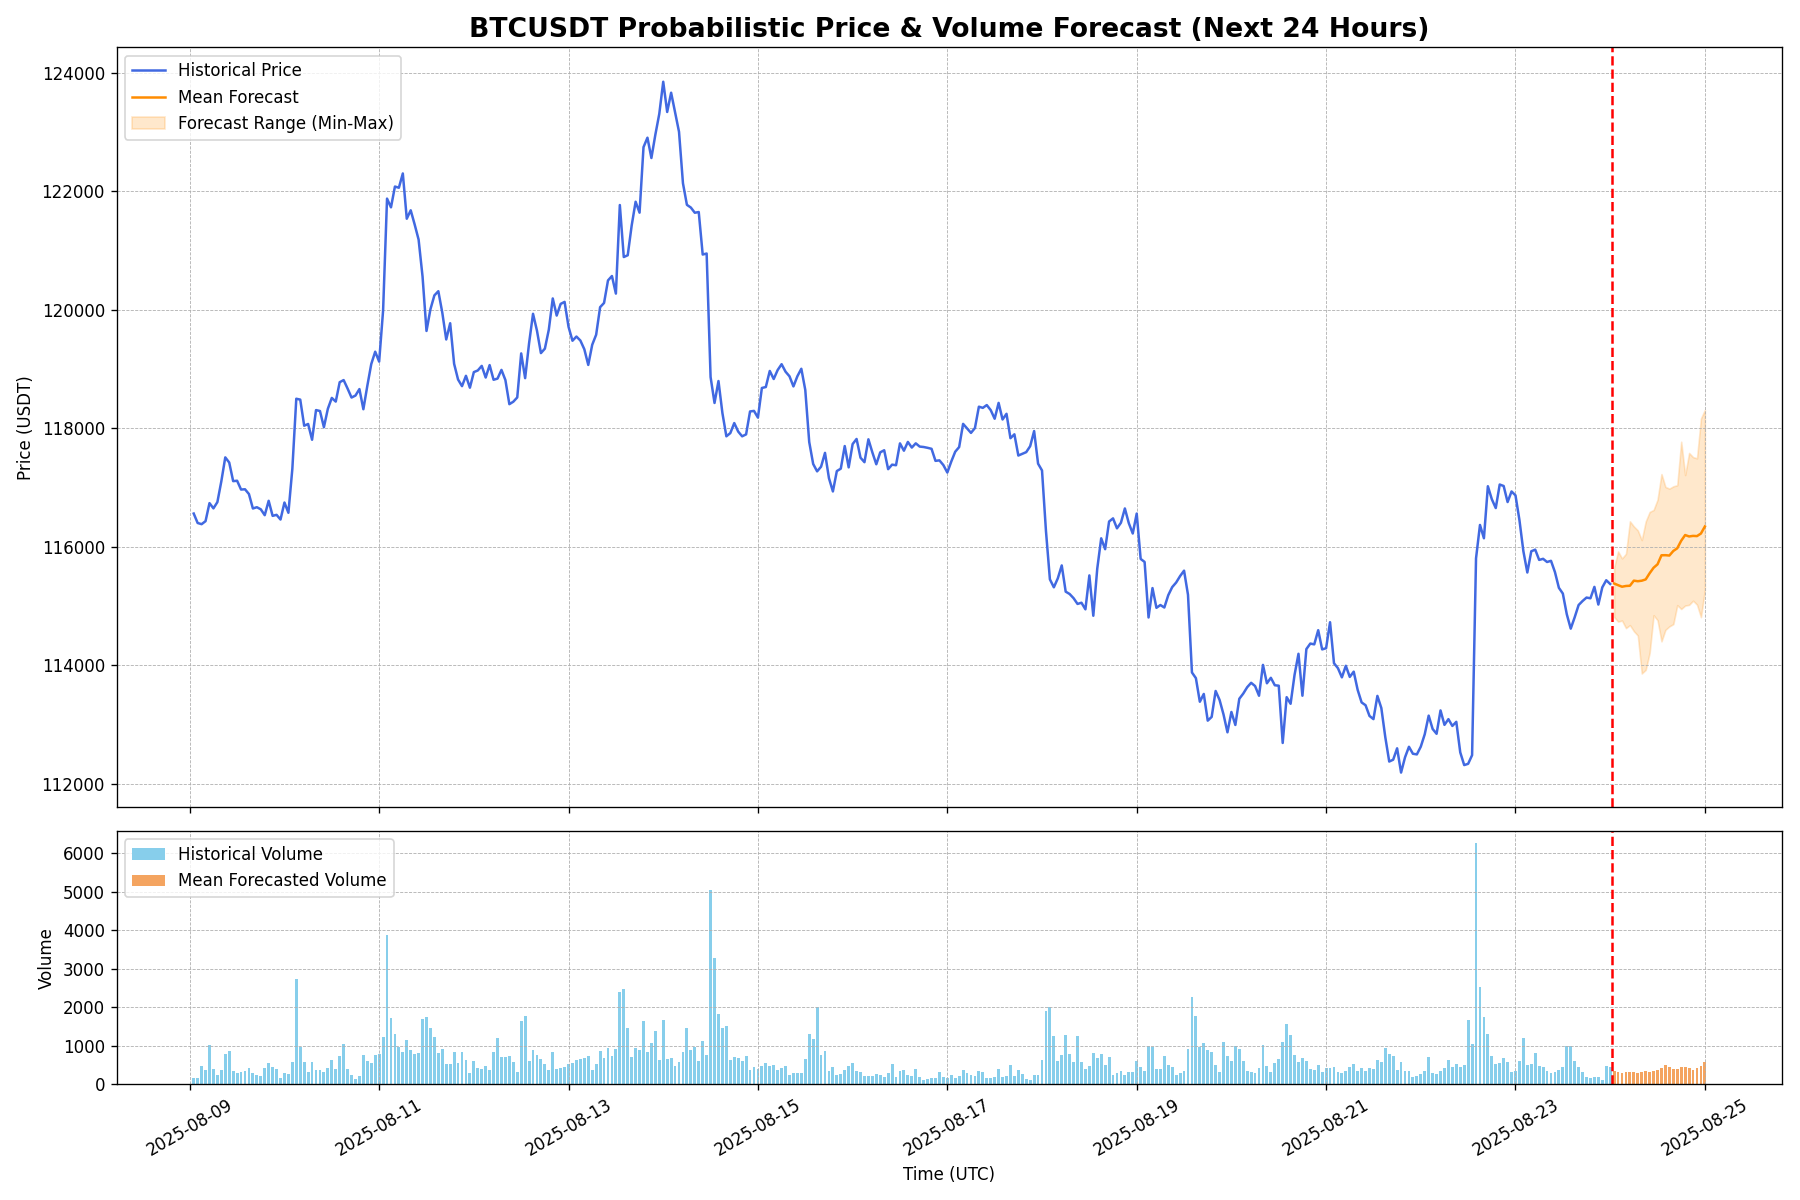 BTCUSDT Probabilistic Price & Volume Forecast (Next 24 Hours)
Historical Price
Mean Forecast
Forecast Range (Min-Max)
Price (USDT)
124000
122000
120000
118000
116000
114000
112000
Historical Volume
Mean Forecasted Volume
Volume
6000
5000
4000
3000
2000
1000
0
2025-08-09
2025-08-11
2025-08-13
2025-08-15
2025-08-17
2025-08-19
2025-08-21
2025-08-23
2025-08-25
Time (UTC)